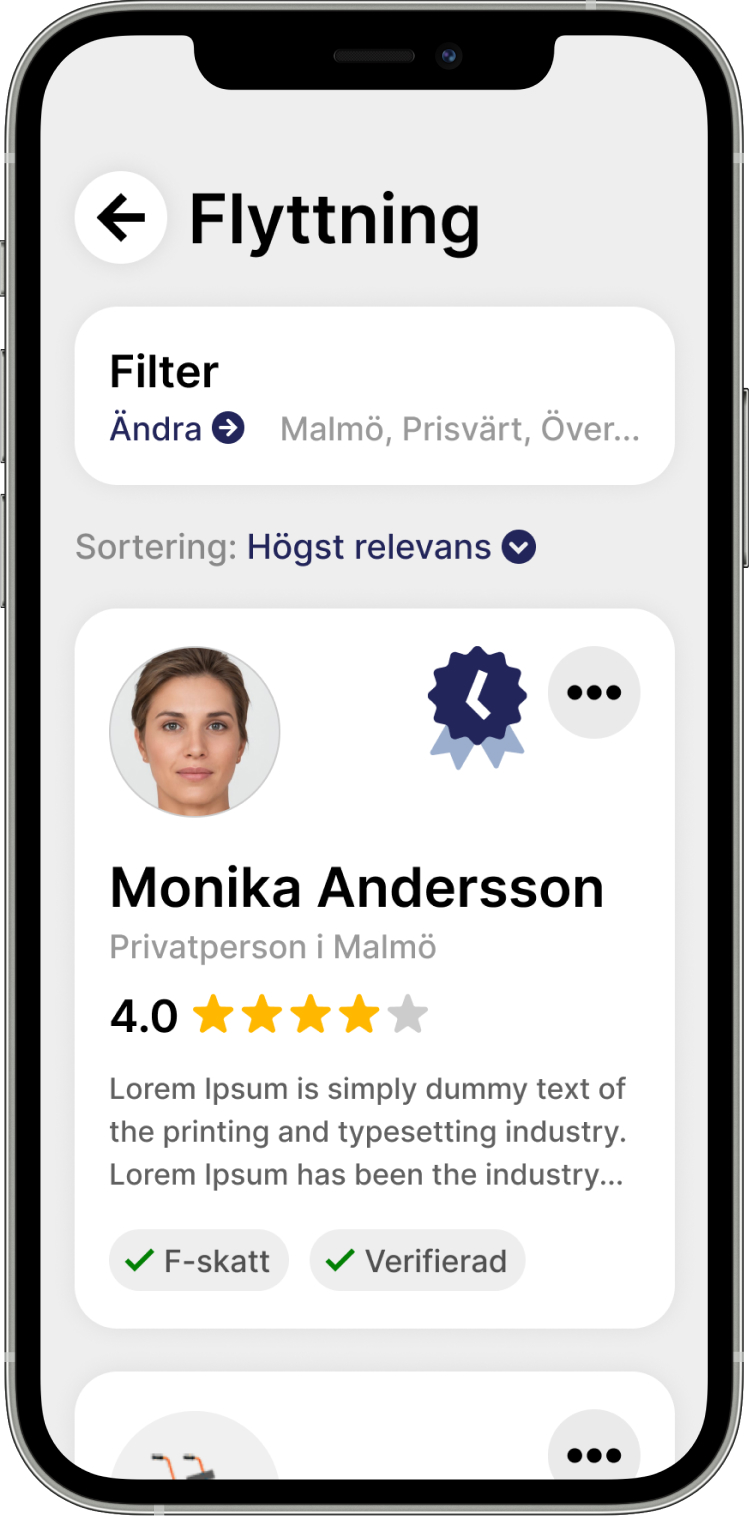 Flyttning
Filter
Ändra Malmö, Prisvärt, Över...
Sortering: Högst relevans
Monika Andersson
Privatperson i Malmö
4.0
Lorem Ipsum is simply dummy text of
the printing and typesetting industry.
Lorem Ipsum has been the industry...
F-skatt Verifierad